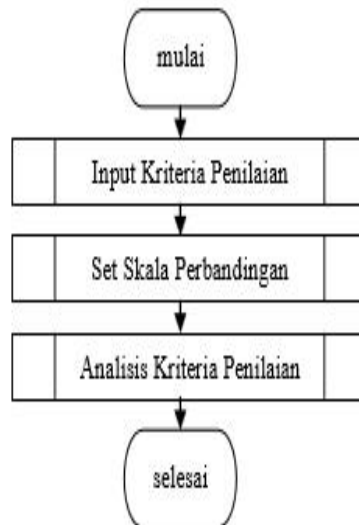 mulai
Input Kriteria Penilaian
Set Skala Perbandingan
Analisis Kriteria Penilaian
selesai